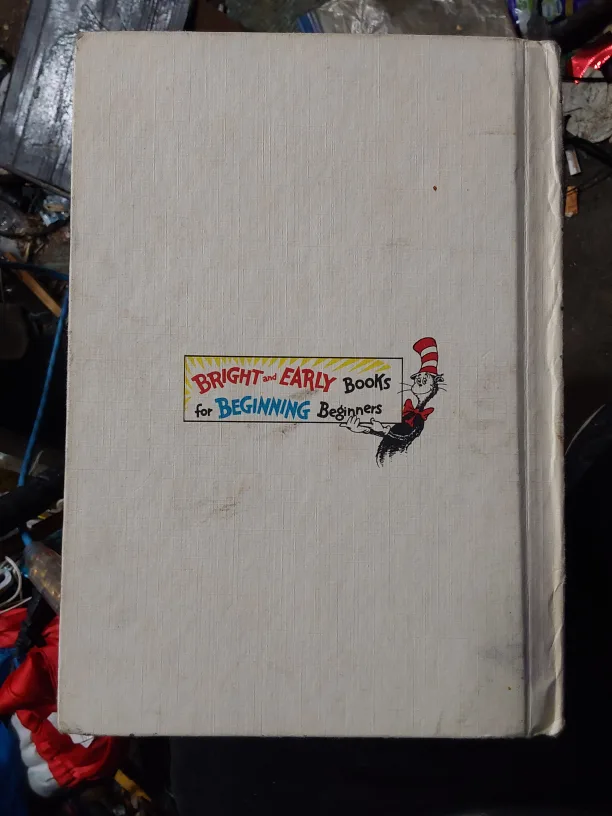 BRIGHT and EARLY BOOKS
for BEGINNING Beginners